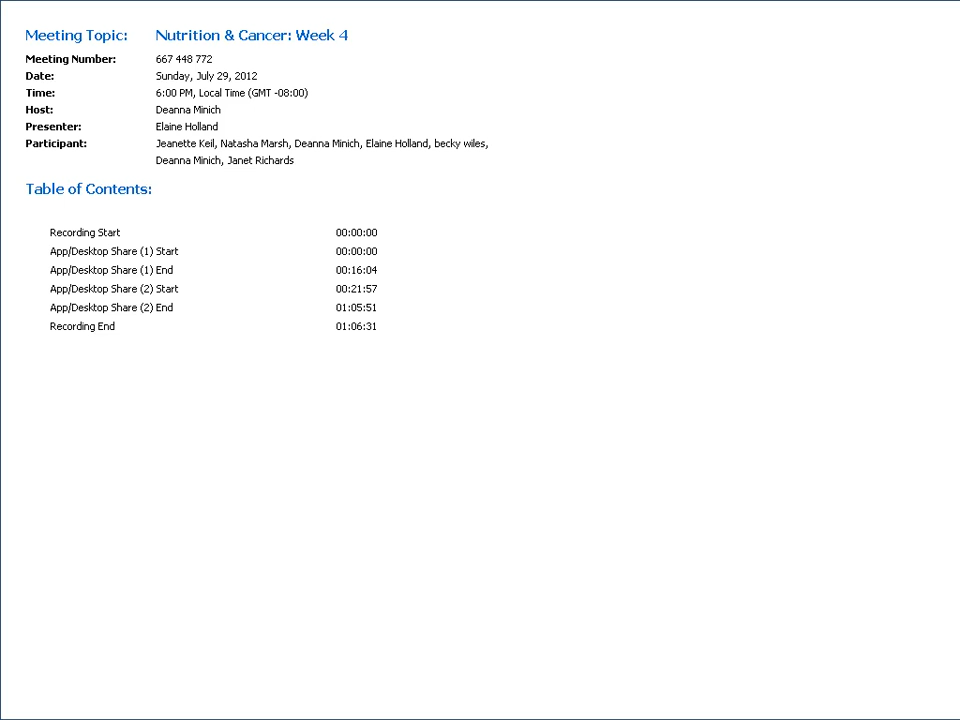 Meeting Topic: Nutrition & Cancer: Week 4
Meeting Number: 667 448 772
Date: Sunday, July 29, 2012
Time: 6:00 PM, Local Time (GMT -08:00)
Host: Deanna Minich
Presenter: Elaine Holland
Participant: Jeanette Keil, Natasha Marsh, Deanna Minich, Elaine Holland, becky wiles,
Deanna Minich, Janet Richards
Table of Contents:
Recording Start 00:00:00
App/Desktop Share (1) Start 00:00:00
App/Desktop Share (1) End 00:16:04
App/Desktop Share (2) Start 00:21:57
App/Desktop Share (2) End 01:05:51
Recording End 01:06:31